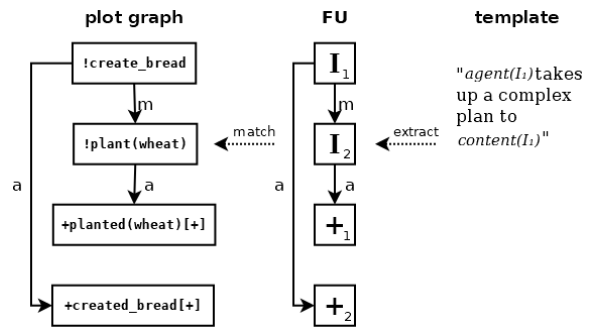 plot graph
FU
template
!create_bread
I₁
"agent(I₁)takes
up a complex
plan to
content(I₁)"
m
m
!plant(wheat)
match
I₂
extract
a
a
a
a
+planted(wheat)[+]
+₁
+created_bread[+]
+₂